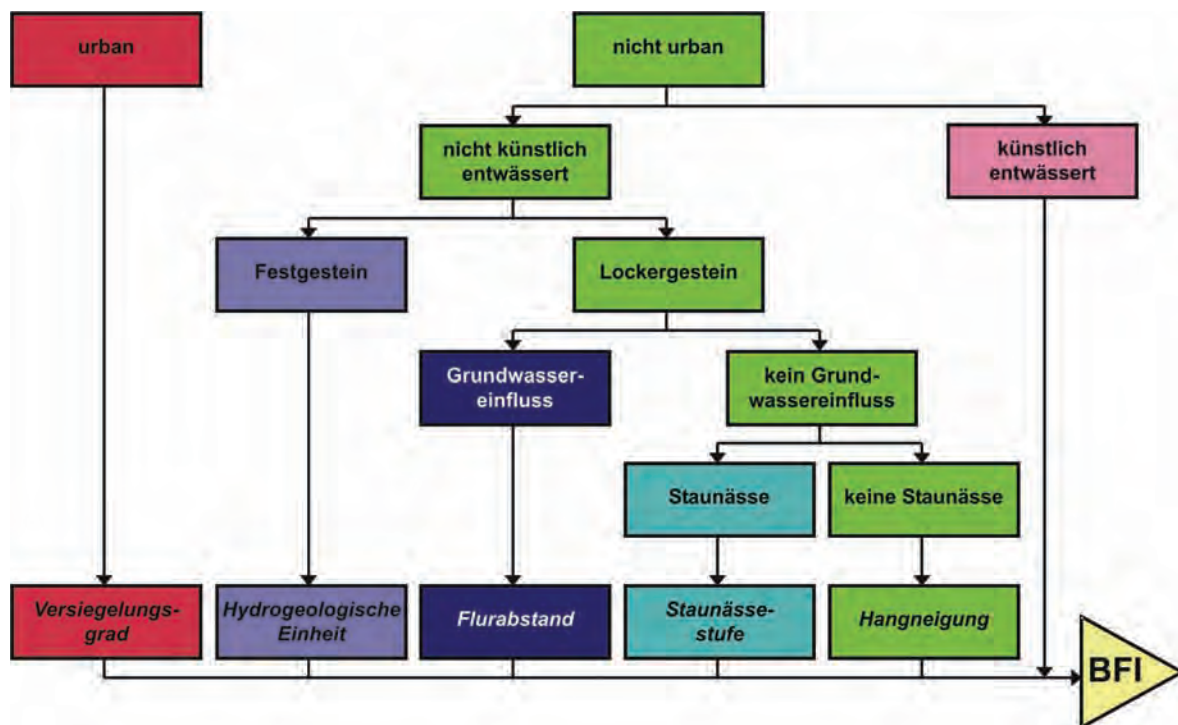 urban
nicht urban
nicht künstlich
entwässert
künstlich
entwässert
Festgestein
Lockergestein
Grundwasser-
einfluss
kein Grund-
wassereinfluss
Staunässe
keine Staunässe
Versiegelungs-
grad
Hydrogeologische
Einheit
Flurabstand
Staunässe-
stufe
Hangneigung
BFI